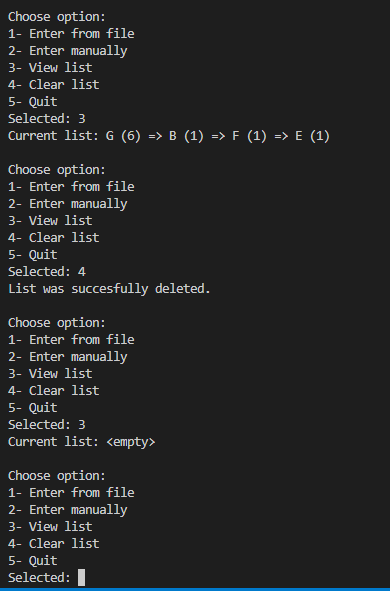 Choose option:
1- Enter from file
2- Enter manually
3- View list
4- Clear list
5- Quit
Selected: 3
Current list: G (6) => B (1) => F (1) => E (1)
Choose option:
1- Enter from file
2- Enter manually
3- View list
4- Clear list
5- Quit
Selected: 4
List was succesfully deleted.
Choose option:
1- Enter from file
2- Enter manually
3- View list
4- Clear list
5- Quit
Selected: 3
Current list: <empty>
Choose option:
1- Enter from file
2- Enter manually
3- View list
4- Clear list
5- Quit
Selected: